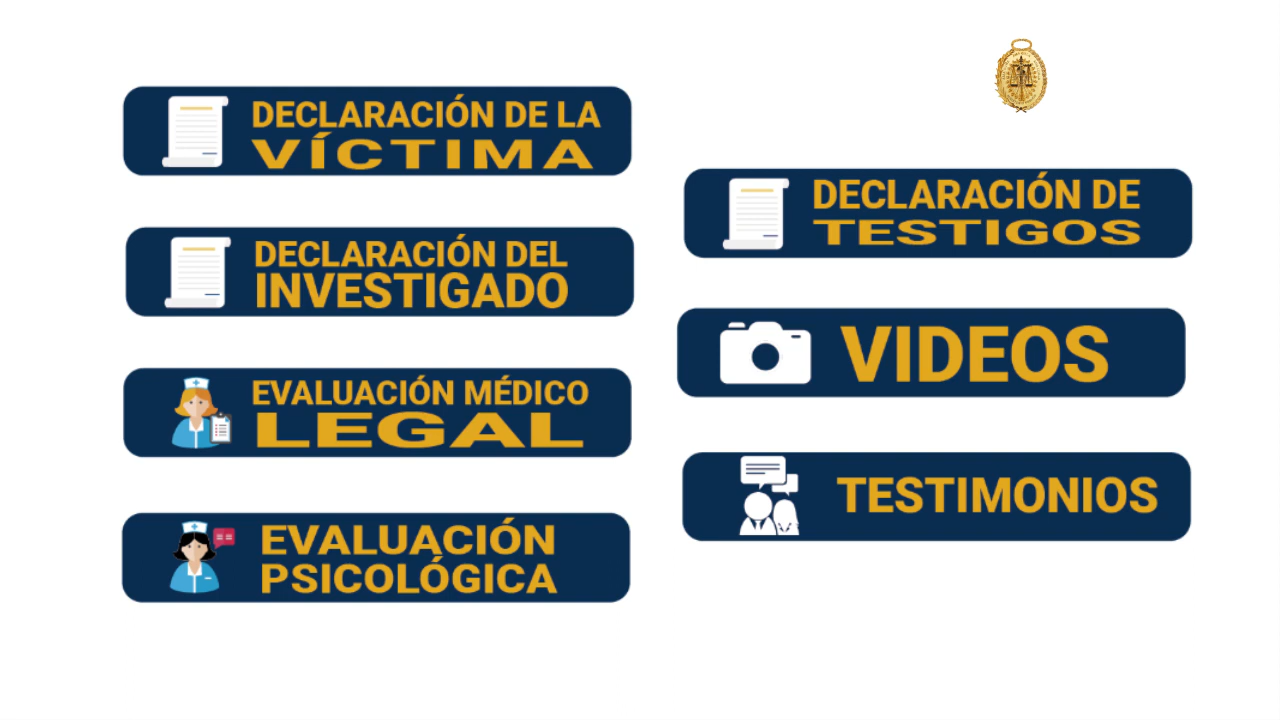 DECLARACIÓN DE LA
VÍCTIMA
DECLARACIÓN DEL
INVESTIGADO
EVALUACIÓN MÉDICO
LEGAL
EVALUACIÓN
PSICOLÓGICA
DECLARACIÓN DE
TESTIGOS
VIDEOS
TESTIMONIOS